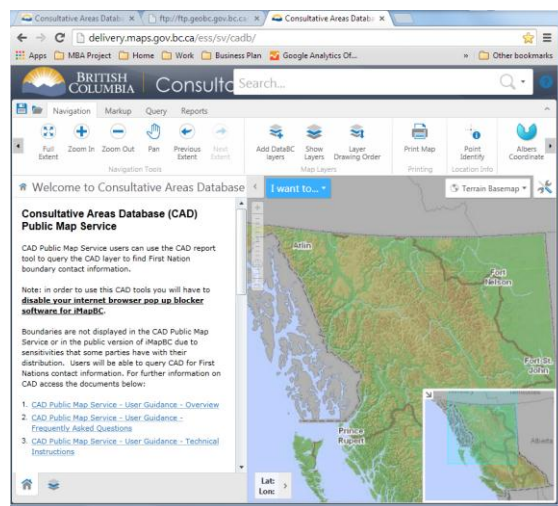 Consultative Areas Datab
ftp://ftp.geobc.gov.bc.ca
Consultative Areas Datab
delivery.maps.gov.bc.ca/ess/sv/cadb/
Apps MBA Project Home Work Business Plan Google Analytics Of... » Other bookmarks
BRITISH
COLUMBIA
Consulta
Search...
Navigation Markup Query Reports
Full
Extent
Zoom In
Zoom Out
Pan
Previous
Extent
Next
Extent
Add DataBC
layers
Show
Layers
Layer
Drawing Order
Print Map
Point
Identify
Albers
Coordinate
Navigation Tools
Map Layers
Printing
Location Info
Welcome to Consultative Areas Database
I want to...
Terrain Basemap
Consultative Areas Database (CAD)
Public Map Service
CAD Public Map Service users can use the CAD report
tool to query the CAD layer to find First Nation
boundary contact information.
Note: in order to use this CAD tools you will have to
disable your internet browser pop up blocker
software for iMapBC.
Boundaries are not displayed in the CAD Public Map
Service or in the public version of iMapBC due to
sensitivities that some parties have with their
distribution. Users will be able to query CAD for First
Nations contact information. For further information on
CAD access the documents below:
1. CAD Public Map Service - User Guidance - Overview
2. CAD Public Map Service - User Guidance -
Frequently Asked Questions
3. CAD Public Map Service - User Guidance - Technical
Instructions
Atlin
Fort
Nelson
Fort St.
John
Prince
Rupert
Alberta
Lat:
Lon: